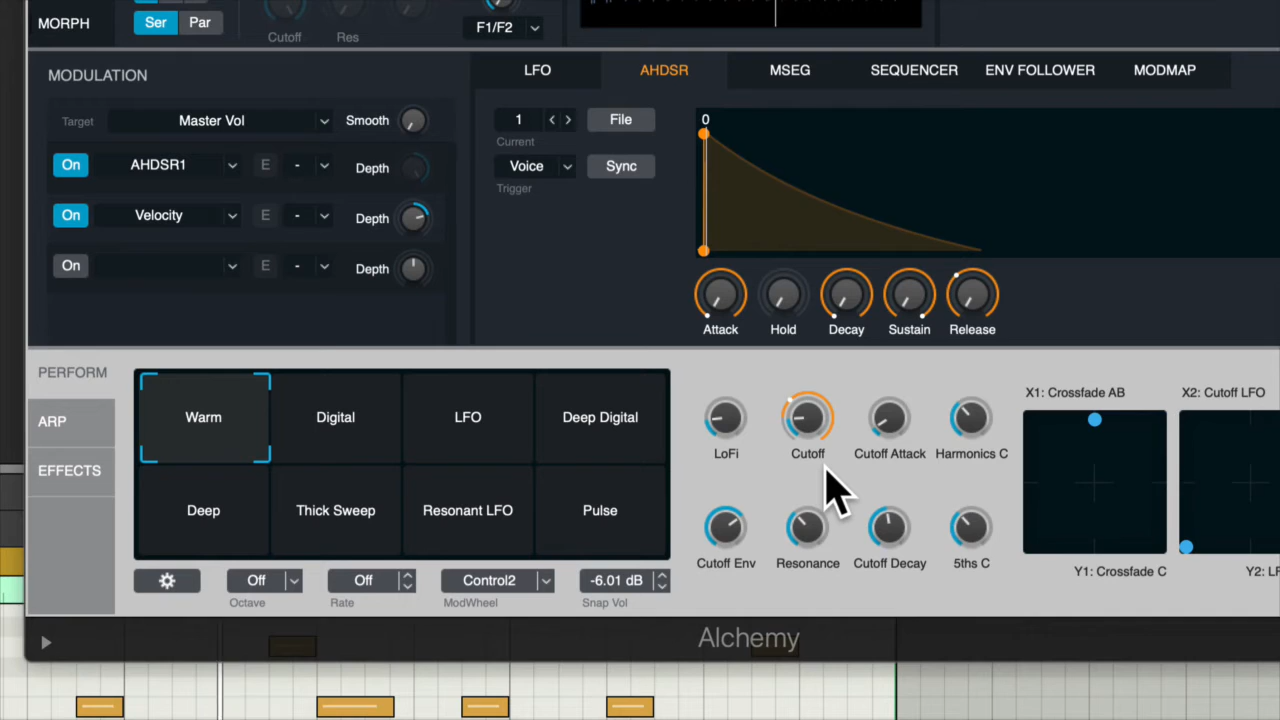 MORPH
Ser
Par
Cutoff
Res
F1/F2
MODULATION
LFO
AHDSR
MSEG
SEQUENCER
ENV FOLLOWER
MODMAP
Target
Master Vol
Smooth
On
AHDSR1
E
-
Depth
On
Velocity
E
-
Depth
On
E
-
Depth
1
File
Current
Voice
Sync
Trigger
0
Attack
Hold
Decay
Sustain
Release
PERFORM
ARP
EFFECTS
Warm
Digital
LFO
Deep Digital
Deep
Thick Sweep
Resonant LFO
Pulse
Off
Octave
Off
Rate
Control2
ModWheel
-6.01 dB
Snap Vol
LoFi
Cutoff
Cutoff Attack
Harmonics C
Cutoff Env
Resonance
Cutoff Decay
5ths C
X1: Crossfade AB
X2: Cutoff LFO
Y1: Crossfade C
Y2: LF
Alchemy